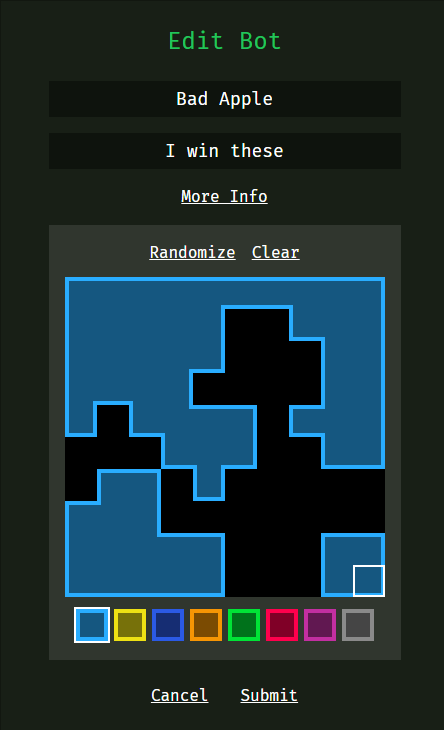 Edit Bot
Bad Apple
I win these
More Info
Randomize Clear
Cancel Submit